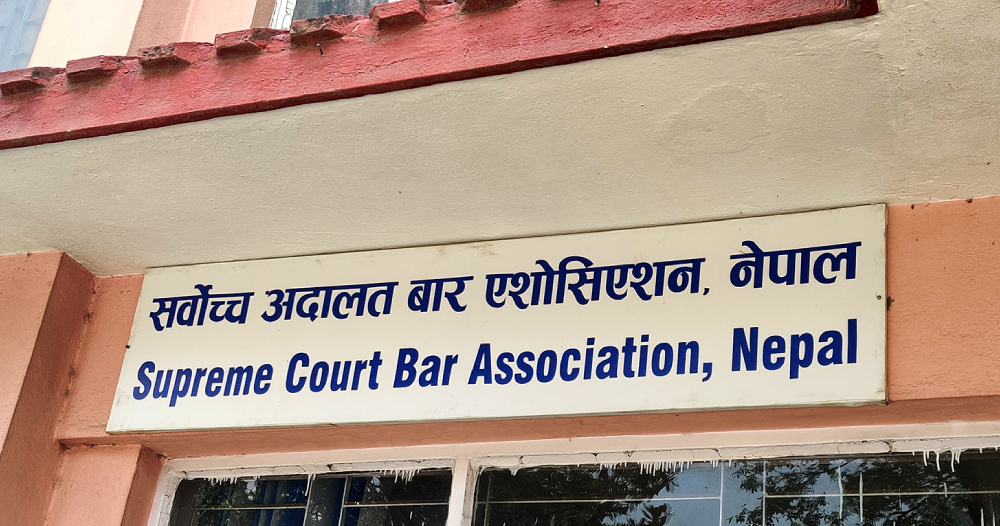 सर्वोच्च अदालत बार एशोसिएशन, नेपाल
Supreme Court Bar Association, Nepal